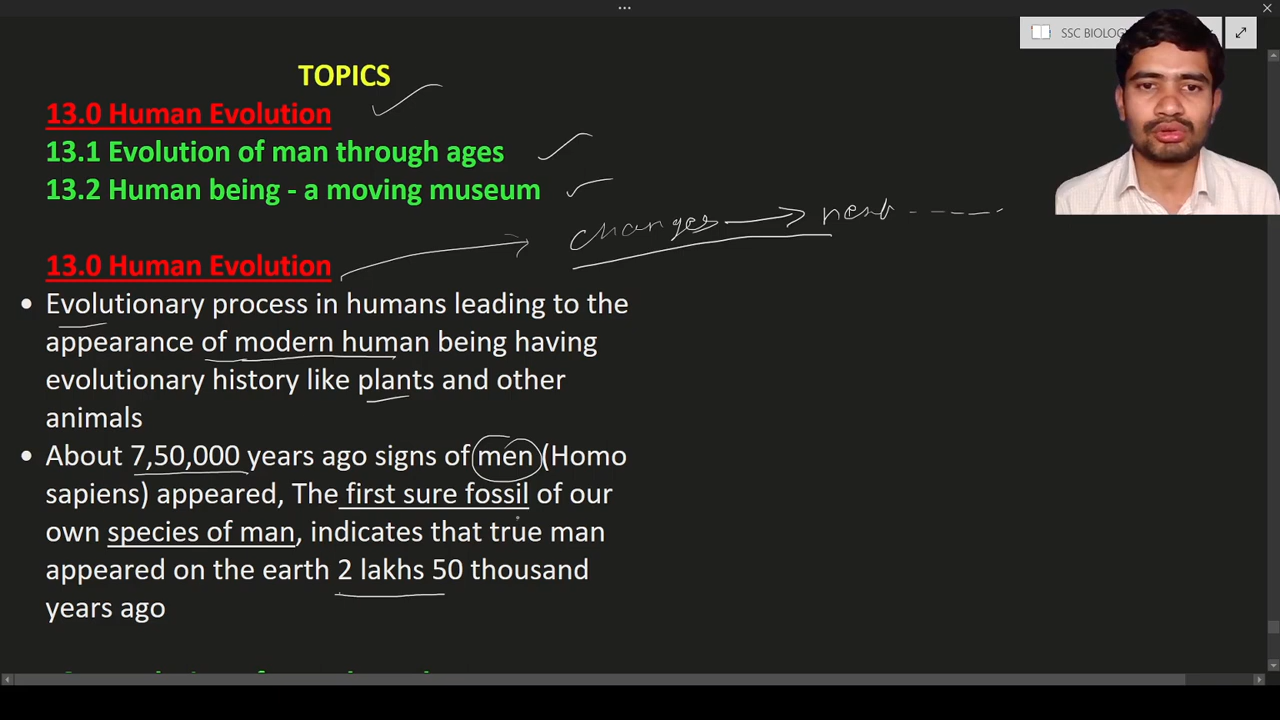 SSC BIOLOGY
TOPICS
13.0 Human Evolution
13.1 Evolution of man through ages
13.2 Human being - a moving museum
changes → next -----
13.0 Human Evolution
• Evolutionary process in humans leading to the
appearance of modern human being having
evolutionary history like plants and other
animals
• About 7,50,000 years ago signs of men (Homo
sapiens) appeared, The first sure fossil of our
own species of man, indicates that true man
appeared on the earth 2 lakhs 50 thousand
years ago